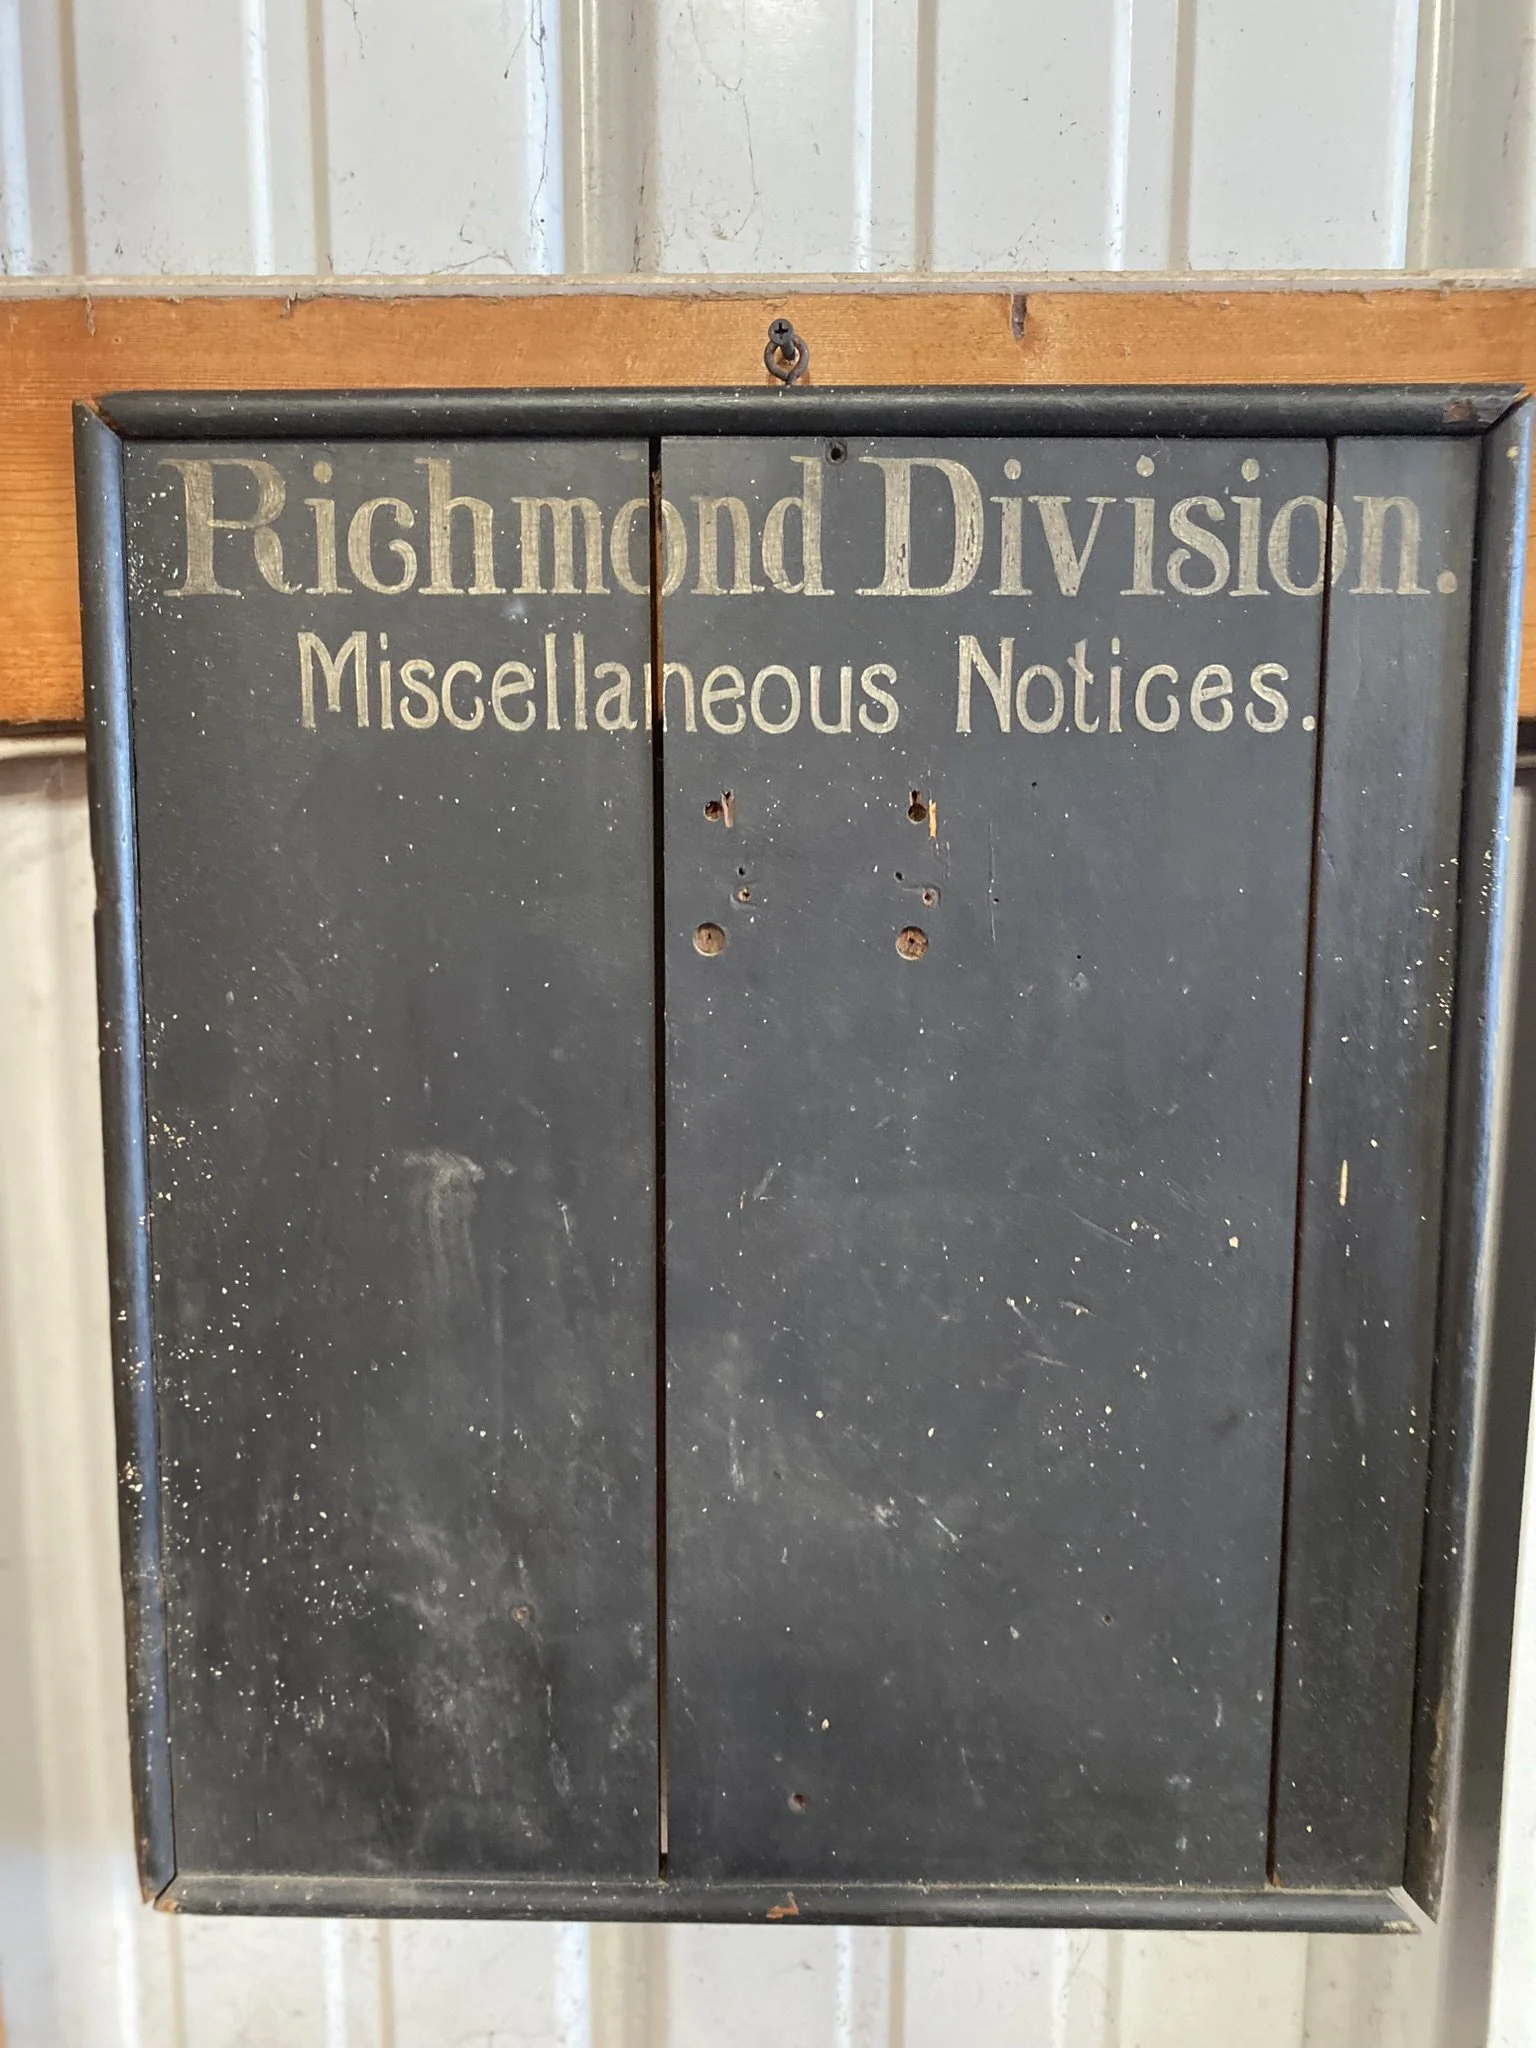 Richmond Division.
Miscellaneous Notices.